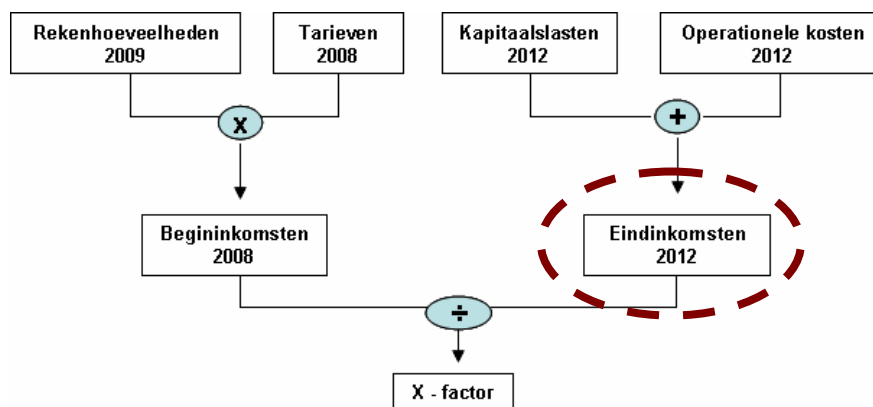 Rekenhoeveelheden
2009
Tarieven
2008
Kapitaalslasten
2012
Operationele kosten
2012
x
+
Begininkomsten
2008
Eindinkomsten
2012
÷
X - factor